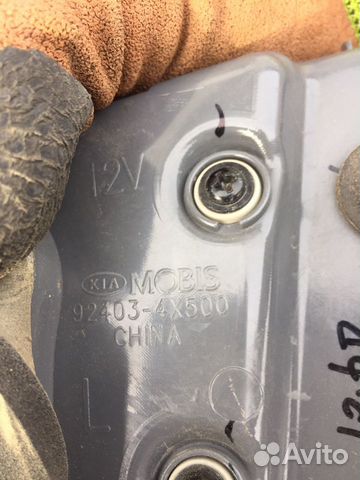 12V
KIA MOBIS
92403-4X500
CHINA
L
Avito